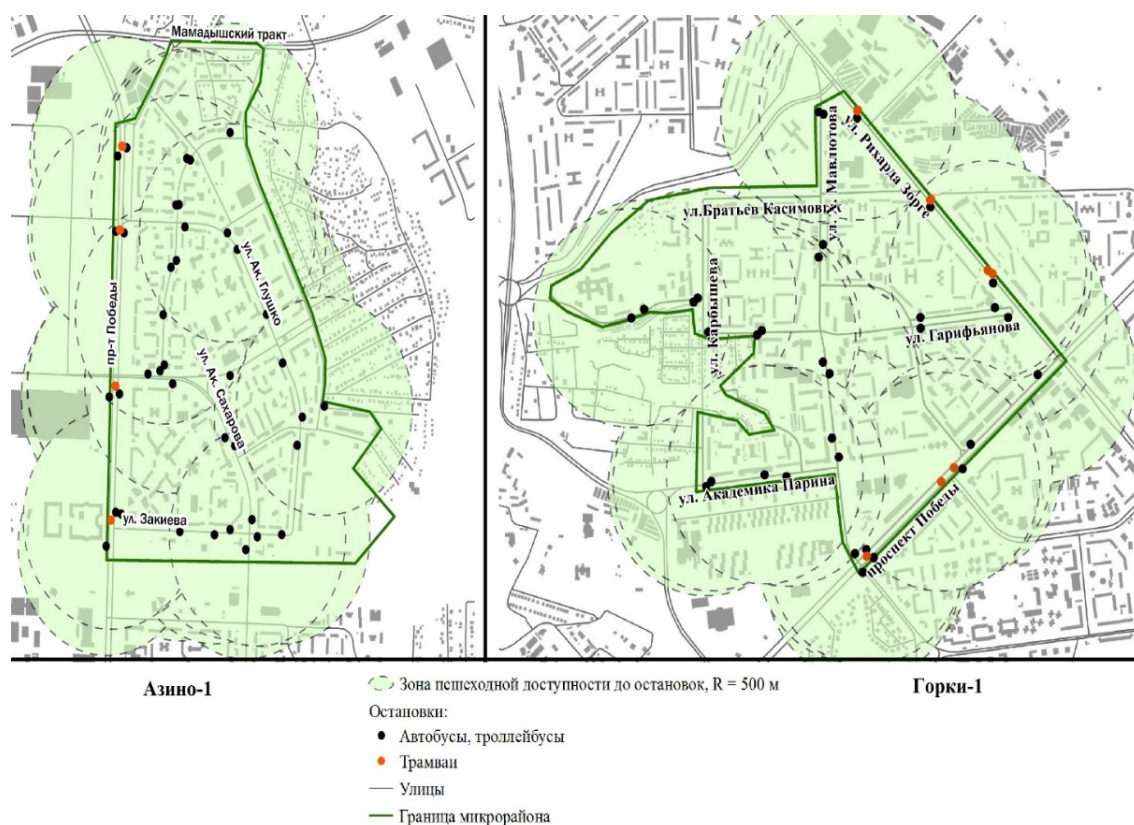 Мамадышский тракт
пр-т Победы
ул. Ак. Глушко
ул. Ак. Сахарова
ул. Закиева
ул. Рихарда Зорге
ул.Братьев Касимовых
ул. Карбышева
ул. Гарифьянова
ул. Академика Парина
проспект Победы
Азино-1
Горки-1
Зона пешеходной доступности до остановок, R = 500 м
Остановки:
Автобусы, троллейбусы
Трамваи
Улицы
Граница микрорайона